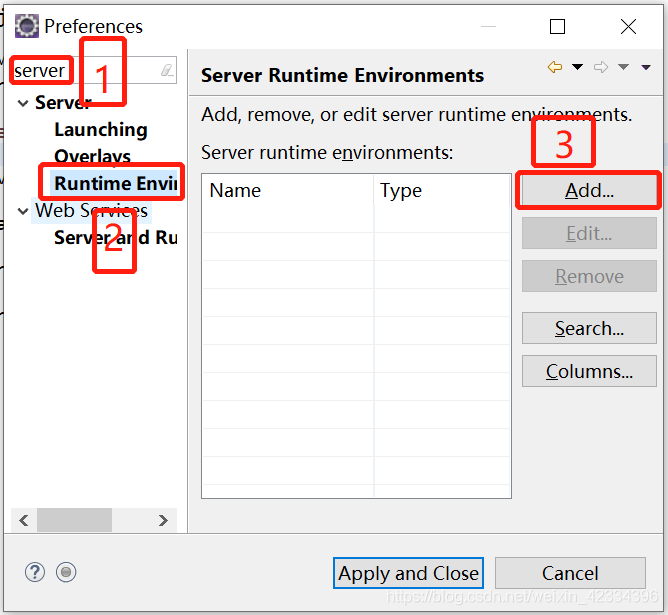 Preferences
server
1
Server
Launching
Overlays
Runtime Envi
Web Services
2
Server and Ru
Server Runtime Environments
Add, remove, or edit server runtime environments.
Server runtime environments:
3
Name Type
Add...
Edit...
Remove
Search...
Columns...
Apply and Close
Cancel
https://blog.csdn.net/weixin_42334396